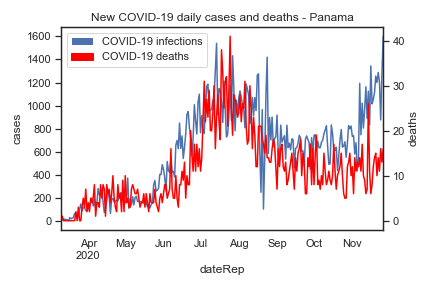 New COVID-19 daily cases and deaths - Panama
COVID-19 infections
COVID-19 deaths
1600
1400
1200
1000
800
600
400
200
0
cases
40
30
20
10
0
deaths
Apr May Jun Jul Aug Sep Oct Nov
2020
dateRep